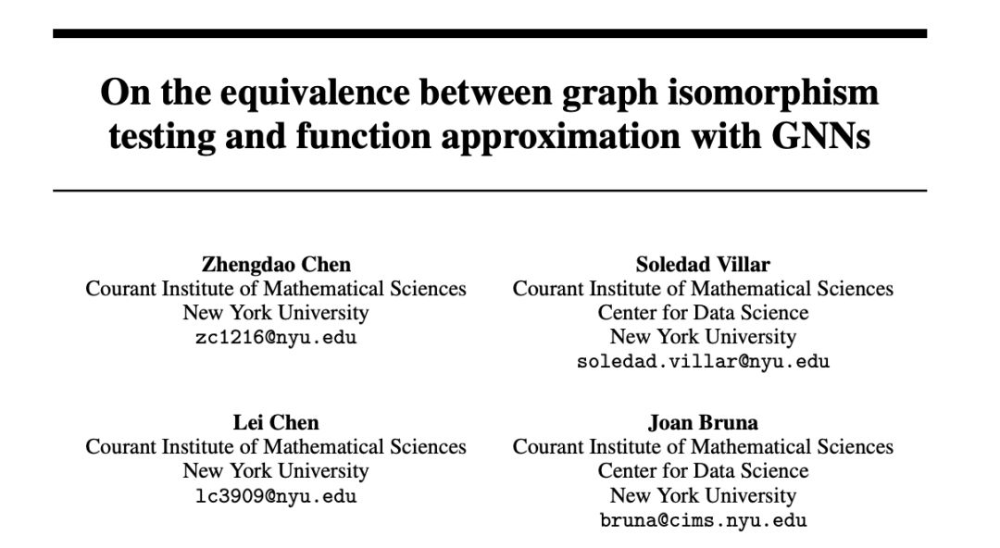 On the equivalence between graph isomorphism
testing and function approximation with GNNs
Zhengdao Chen
Courant Institute of Mathematical Sciences
New York University
zc1216@nyu.edu
Soledad Villar
Courant Institute of Mathematical Sciences
Center for Data Science
New York University
soledad.villar@nyu.edu
Lei Chen
Courant Institute of Mathematical Sciences
New York University
lc3909@nyu.edu
Joan Bruna
Courant Institute of Mathematical Sciences
Center for Data Science
New York University
bruna@cims.nyu.edu